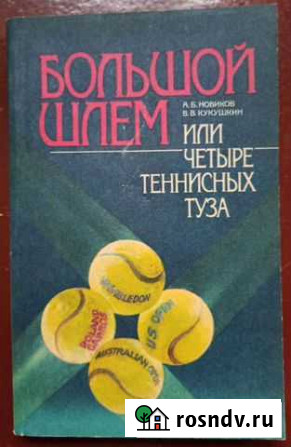 БОЛЬШОЙ
ШЛЕМ
А. Б. НОВИКОВ
В. В. КУКУШКИН
ИЛИ
ЧЕТЫРЕ
ТЕННИСНЫХ
ТУЗА
WIMBLEDON
ROLAND
GARROS
US OPEN
AUSTRALIAN OPEN
rosndv.ru